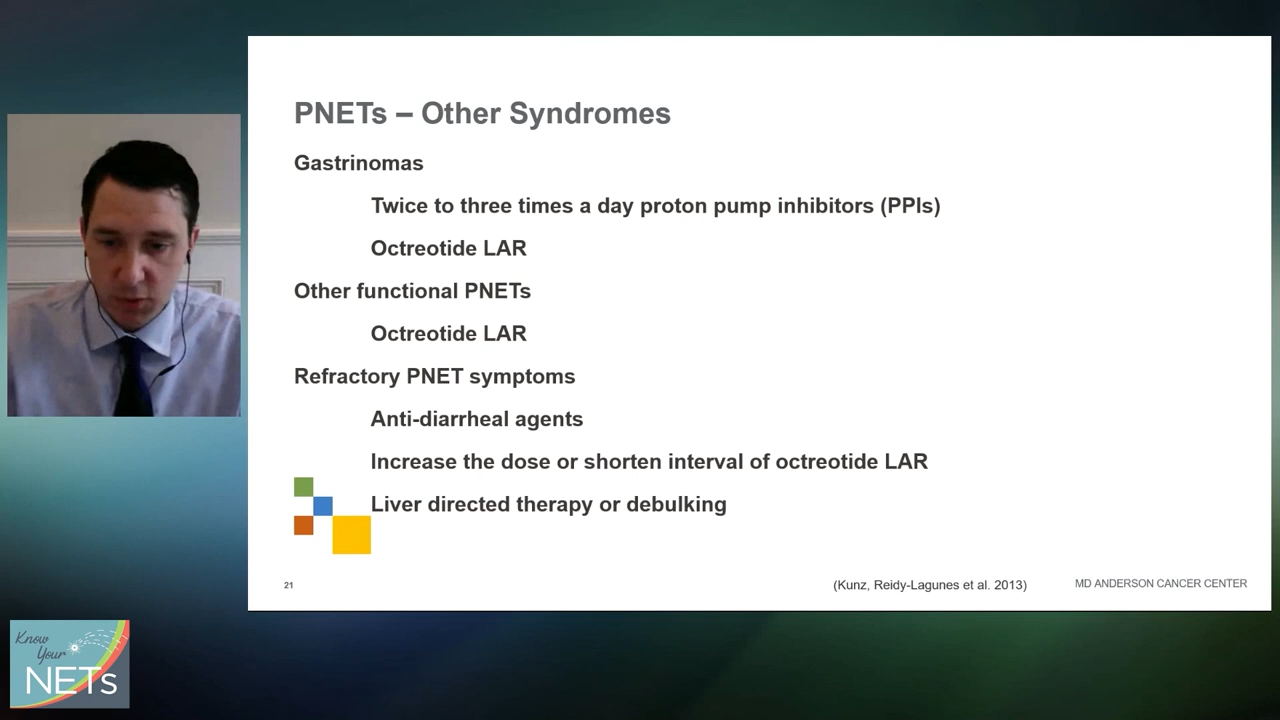 PNETs – Other Syndromes
Gastrinomas
Twice to three times a day proton pump inhibitors (PPIs)
Octreotide LAR
Other functional PNETs
Octreotide LAR
Refractory PNET symptoms
Anti-diarrheal agents
Increase the dose or shorten interval of octreotide LAR
Liver directed therapy or debulking
21
(Kunz, Reidy-Lagunes et al. 2013)
MD ANDERSON CANCER CENTER
Know
Your
NETs